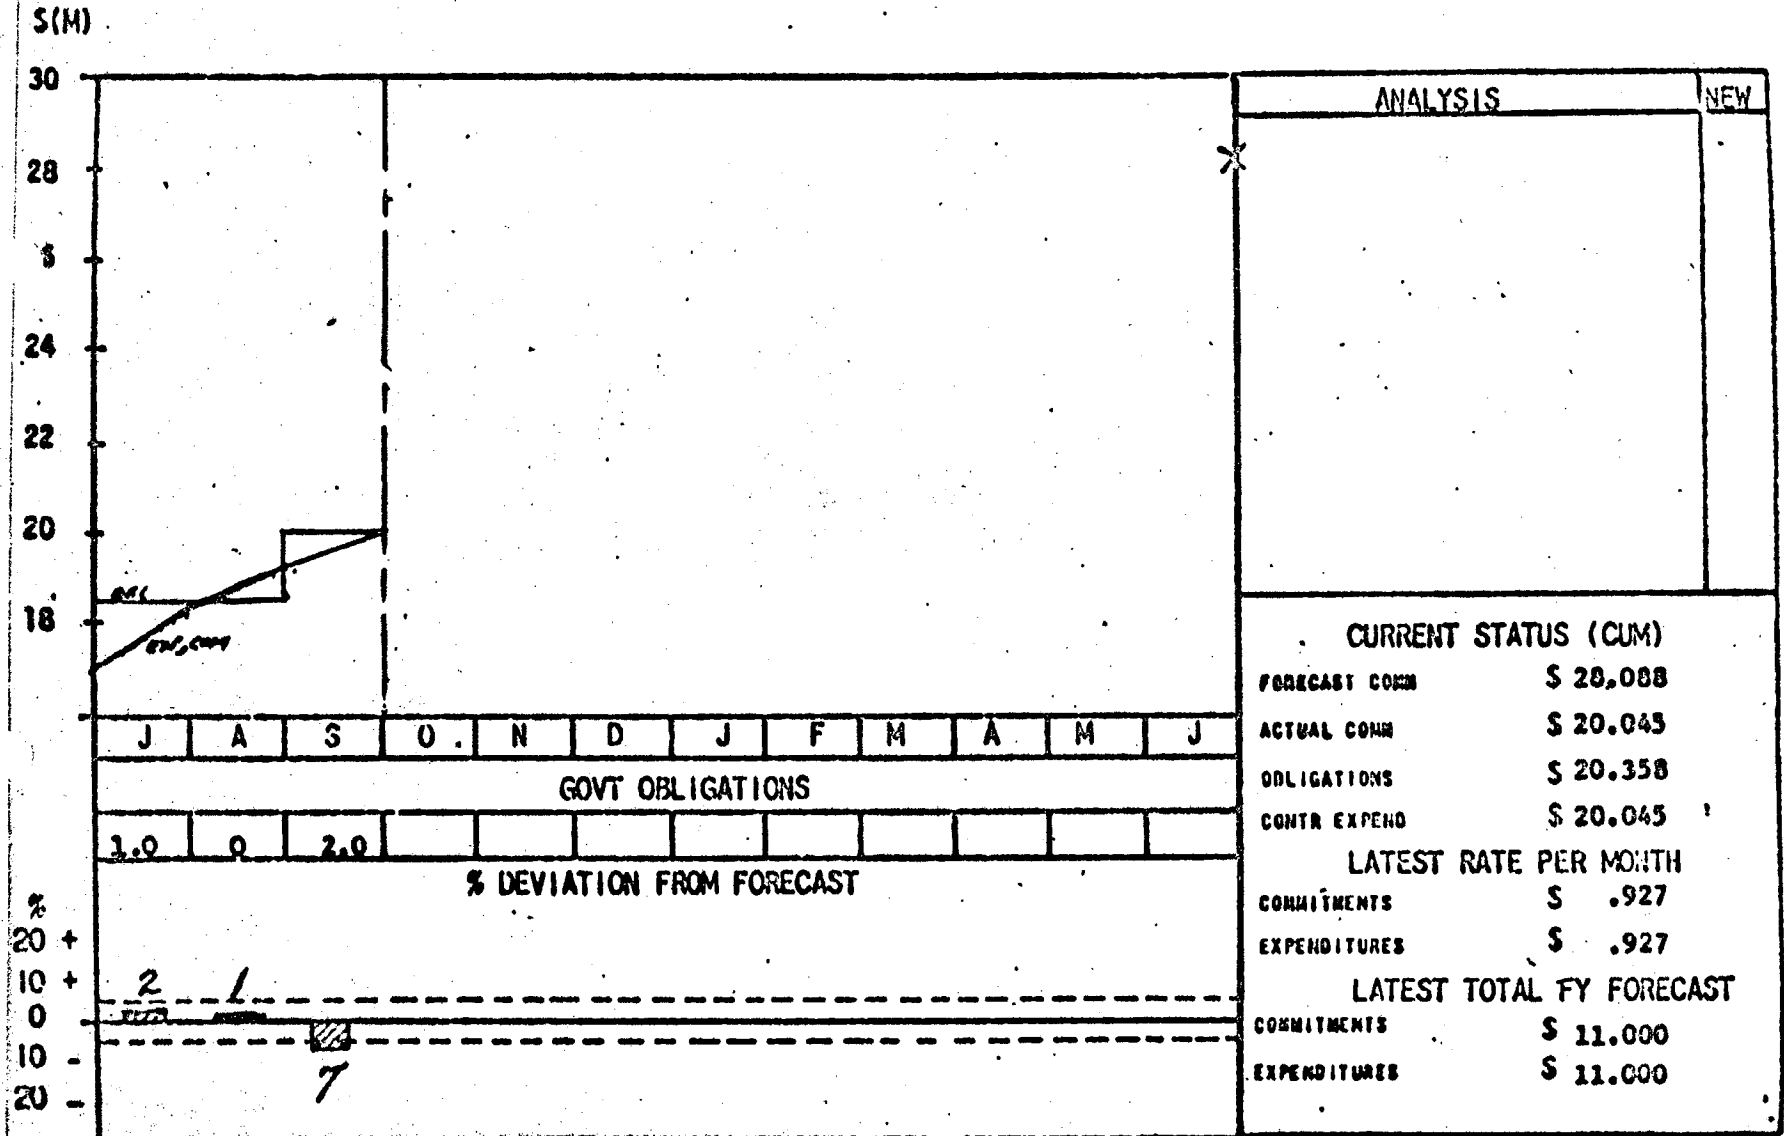 $(M)
30
28
$
24
22
20
18
OBL
EXP, COMM
J A S O. N D J F M A M J
GOVT OBLIGATIONS
1.0 0 2.0
% DEVIATION FROM FORECAST
%
20 +
10 +
0
10 -
20 -
2 1
7
ANALYSIS NEW
CURRENT STATUS (CUM)
FORECAST COMM $ 28,088
ACTUAL COMM $ 20.045
OBLIGATIONS $ 20.358
CONTR EXPEND $ 20.045
LATEST RATE PER MONTH
COMMITMENTS $ .927
EXPENDITURES $ .927
LATEST TOTAL FY FORECAST
COMMITMENTS $ 11.000
EXPENDITURES $ 11.000